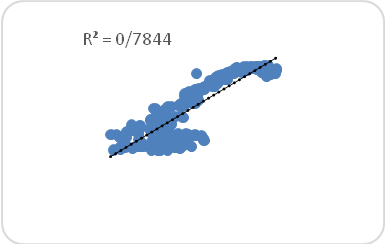 R² = 0/7844